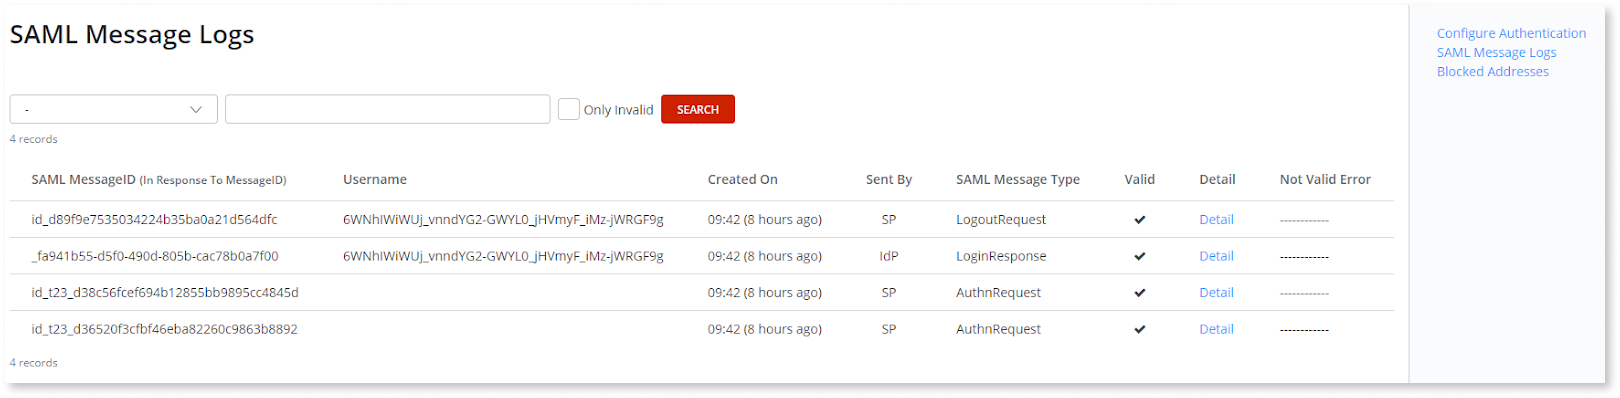 SAML Message Logs
Configure Authentication
SAML Message Logs
Blocked Addresses
- Only Invalid SEARCH
4 records
SAML MessageID (In Response To MessageID) Username Created On Sent By SAML Message Type Valid Detail Not Valid Error
id_d89f9e7535034224b35ba0a21d564dfc 6WNhIWiWUj_vnndYG2-GWYL0_jHVmyF_iMz-jWRGF9g 09:42 (8 hours ago) SP LogoutRequest ✔ Detail ------------
_fa941b55-d5f0-490d-805b-cac78b0a7f00 6WNhIWiWUj_vnndYG2-GWYL0_jHVmyF_iMz-jWRGF9g 09:42 (8 hours ago) IdP LoginResponse ✔ Detail ------------
id_t23_d38c56fcef694b12855bb9895cc4845d 09:42 (8 hours ago) SP AuthnRequest ✔ Detail ------------
id_t23_d36520f3cfbf46eba82260c9863b8892 09:42 (8 hours ago) SP AuthnRequest ✔ Detail ------------
4 records